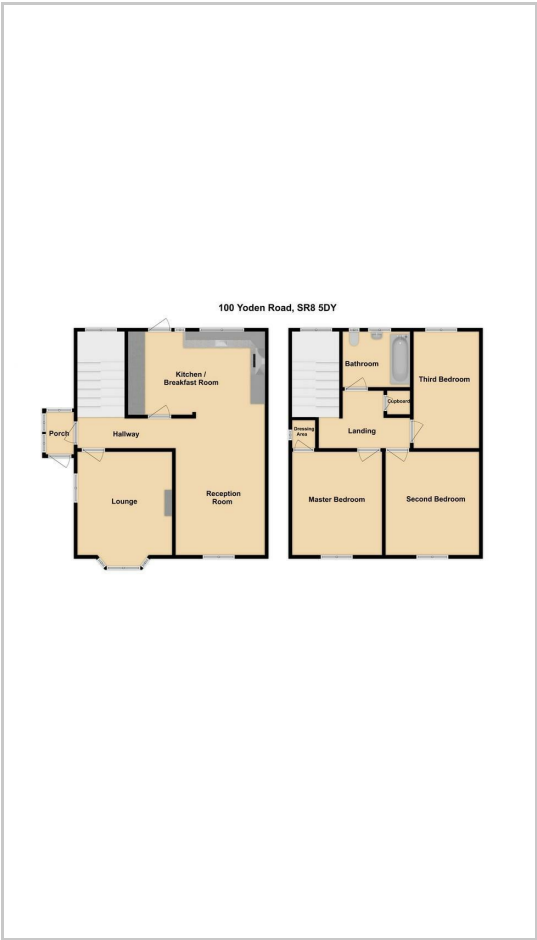 100 Yoden Road, SR8 5DY
Kitchen /
Breakfast Room
Porch
Hallway
Lounge
Reception
Room
Bathroom
Third Bedroom
Cupboard
Dressing
Area
Landing
Master Bedroom
Second Bedroom